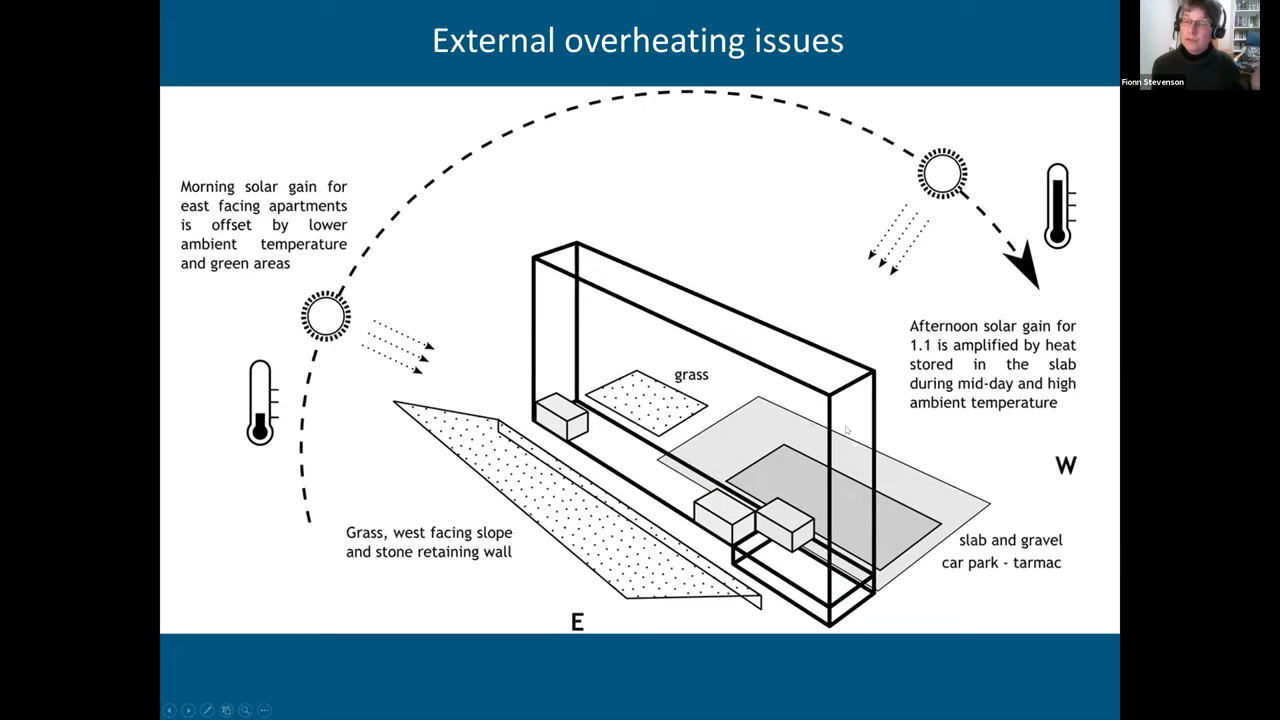 External overheating issues
Fionn Stevenson
Morning solar gain for
east facing apartments
is offset by lower
ambient temperature
and green areas
Afternoon solar gain for
1.1 is amplified by heat
stored in the slab
during mid-day and high
ambient temperature
grass
W
Grass, west facing slope
and stone retaining wall
slab and gravel
car park - tarmac
E